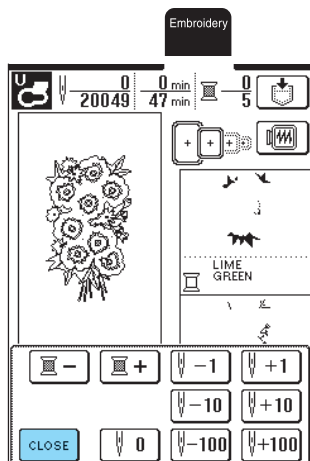 Embroidery
U
0
20049
0 min
47 min
0
5
LIME
GREEN
-
+
-1
+1
-10
+10
CLOSE
0
-100
+100